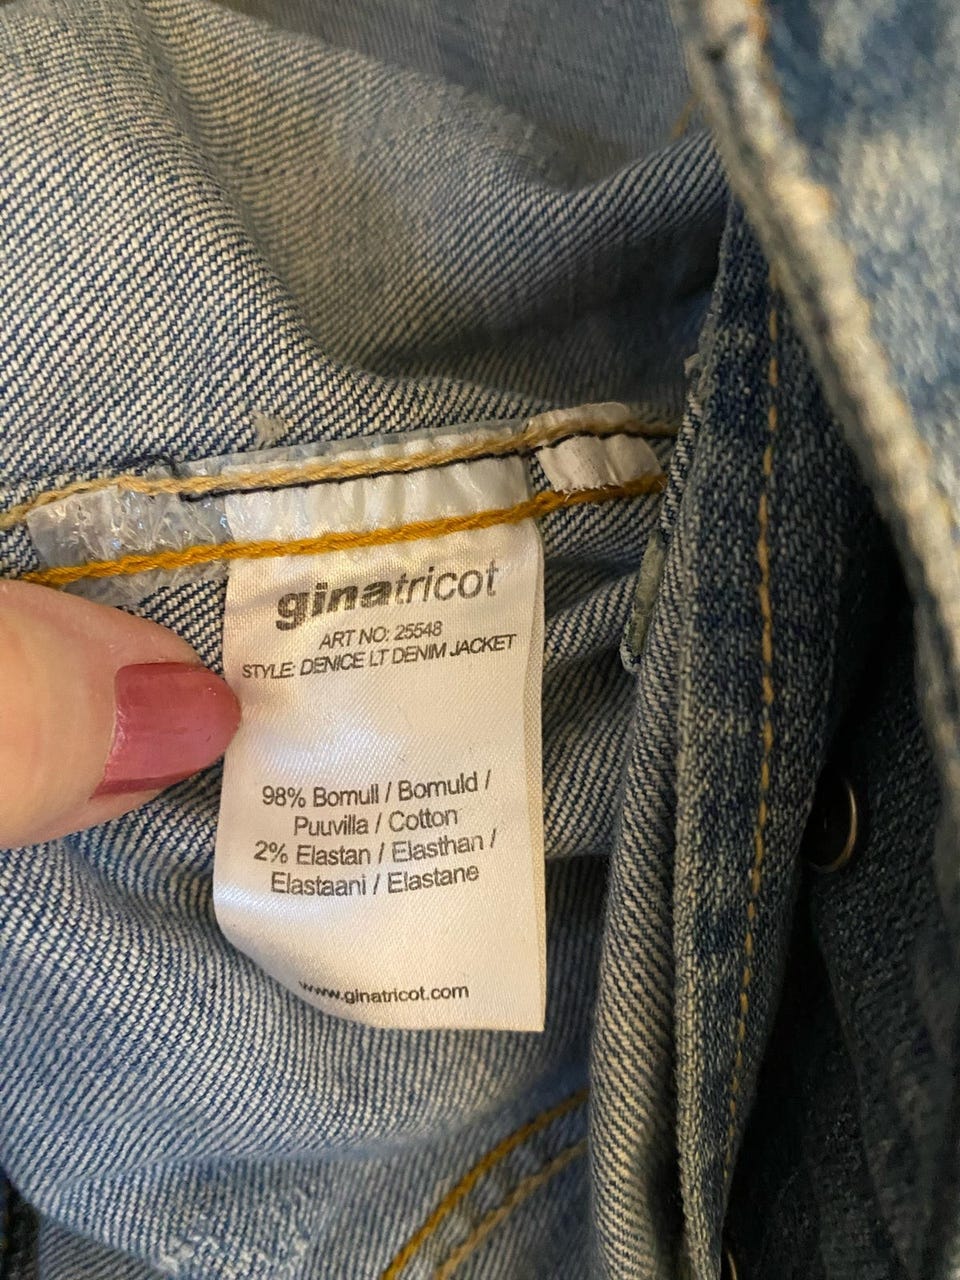 ginatricot
ART NO: 25548
STYLE: DENICE LT DENIM JACKET
98% Bomull / Bomuld /
Puuvilla / Cotton
2% Elastan / Elasthan /
Elastaani / Elastane
www.ginatricot.com